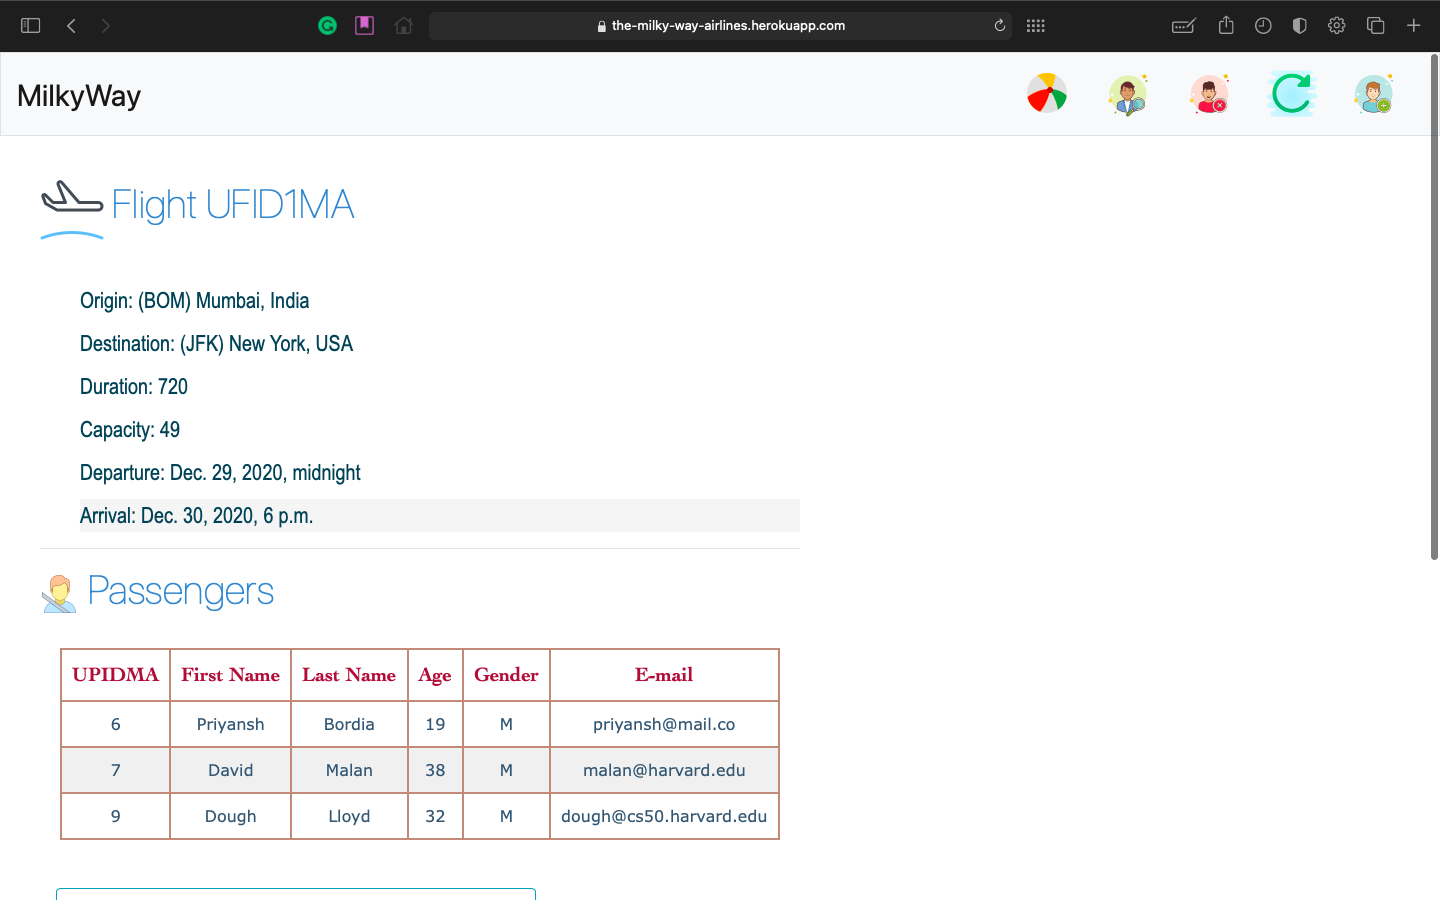 the-milky-way-airlines.herokuapp.com
MilkyWay
Flight UFID1MA
Origin: (BOM) Mumbai, India
Destination: (JFK) New York, USA
Duration: 720
Capacity: 49
Departure: Dec. 29, 2020, midnight
Arrival: Dec. 30, 2020, 6 p.m.
Passengers
UPIDMA First Name Last Name Age Gender E-mail
6 Priyansh Bordia 19 M priyansh@mail.co
7 David Malan 38 M malan@harvard.edu
9 Dough Lloyd 32 M dough@cs50.harvard.edu